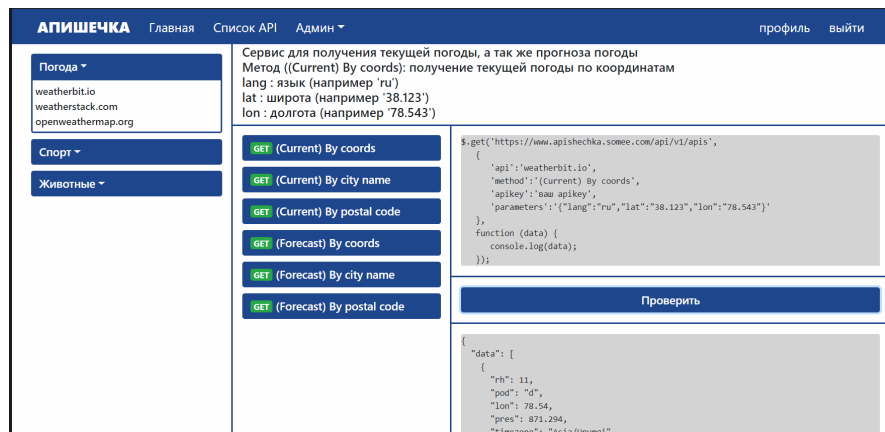 АПИШЕЧКА Главная Список API Админ профиль выйти
Погода
weatherbit.io
weatherstack.com
openweathermap.org
Спорт
Животные
Сервис для получения текущей погоды, а так же прогноза погоды
Метод ((Current) By coords): получение текущей погоды по координатам
lang : язык (например 'ru')
lat : широта (например '38.123')
lon : долгота (например '78.543')
GET (Current) By coords
GET (Current) By city name
GET (Current) By postal code
GET (Forecast) By coords
GET (Forecast) By city name
GET (Forecast) By postal code
$.get('https://www.apishechka.somee.com/api/v1/apis',
{
'api':'weatherbit.io',
'method':'(Current) By coords',
'apikey':'ваш apikey',
'parameters':'{"lang":"ru","lat":"38.123","lon":"78.543"}'
},
function (data) {
console.log(data);
});
Проверить
{
"data": [
{
"rh": 11,
"pod": "d",
"lon": 78.54,
"pres": 871.294,
"timezone": "Asia/Urumqi"